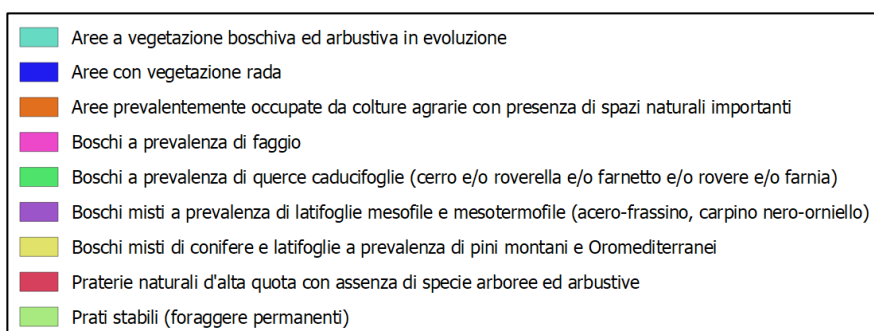 Aree a vegetazione boschiva ed arbustiva in evoluzione
Aree con vegetazione rada
Aree prevalentemente occupate da colture agrarie con presenza di spazi naturali importanti
Boschi a prevalenza di faggio
Boschi a prevalenza di querce caducifoglie (cerro e/o roverella e/o farnetto e/o rovere e/o farnia)
Boschi misti a prevalenza di latifoglie mesofile e mesotermofile (acero-frassino, carpino nero-orniello)
Boschi misti di conifere e latifoglie a prevalenza di pini montani e Oromediterranei
Praterie naturali d'alta quota con assenza di specie arboree ed arbustive
Prati stabili (foraggere permanenti)